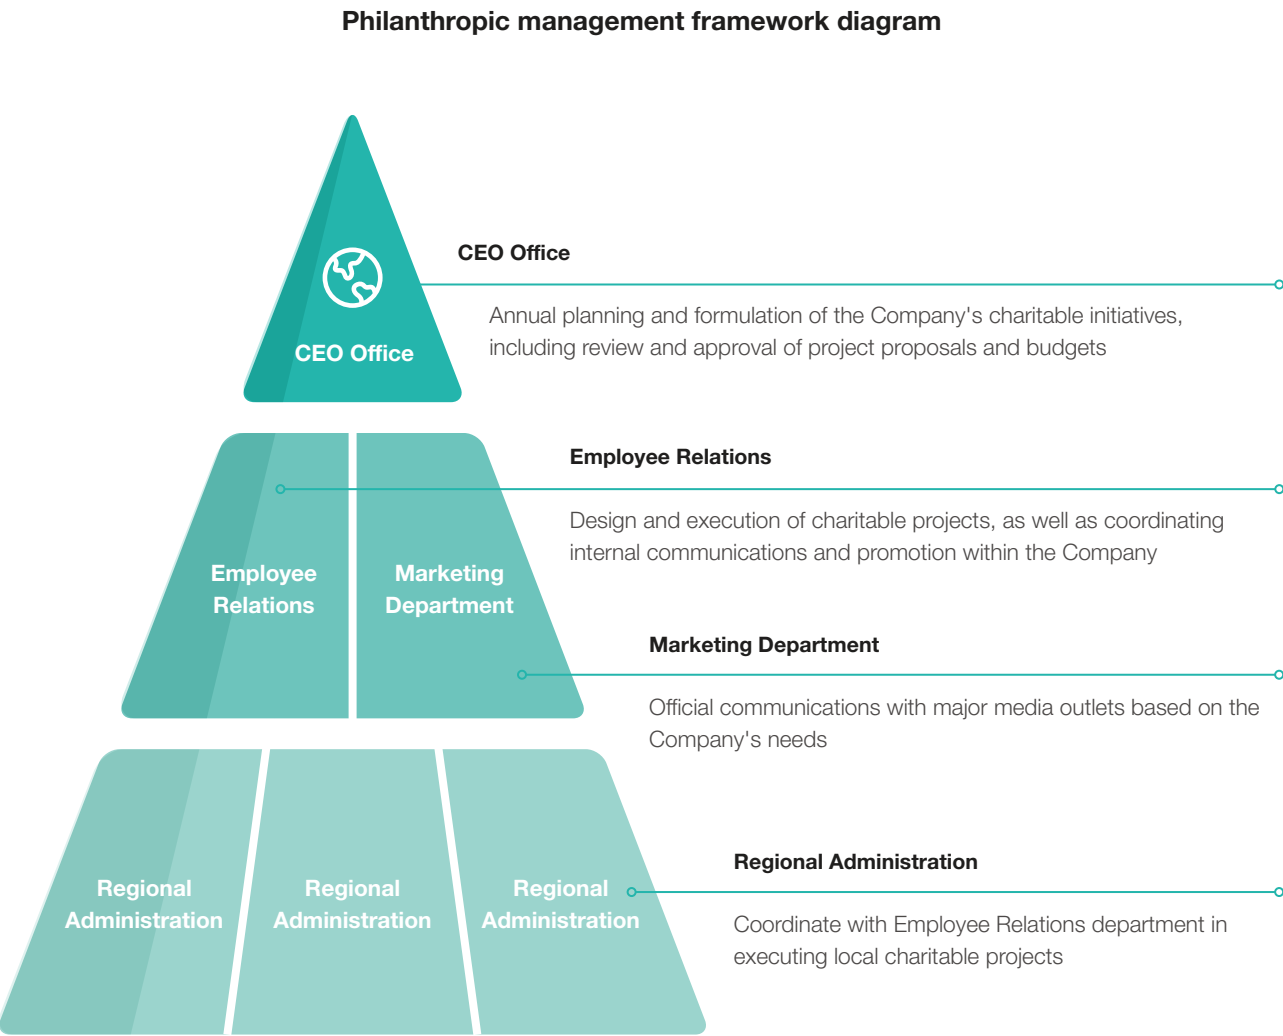 Philanthropic management framework diagram
CEO Office
CEO Office
Annual planning and formulation of the Company's charitable initiatives,
including review and approval of project proposals and budgets
Employee
Relations
Marketing
Department
Employee Relations
Design and execution of charitable projects, as well as coordinating
internal communications and promotion within the Company
Marketing Department
Official communications with major media outlets based on the
Company's needs
Regional
Administration
Regional
Administration
Regional
Administration
Regional Administration
Coordinate with Employee Relations department in
executing local charitable projects